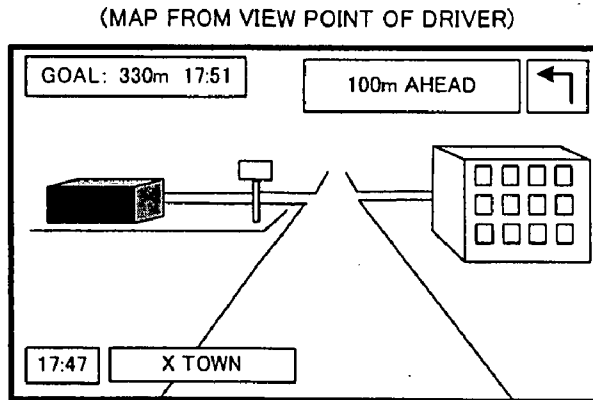 (MAP FROM VIEW POINT OF DRIVER)
GOAL: 330m 17:51
100m AHEAD
17:47
X TOWN